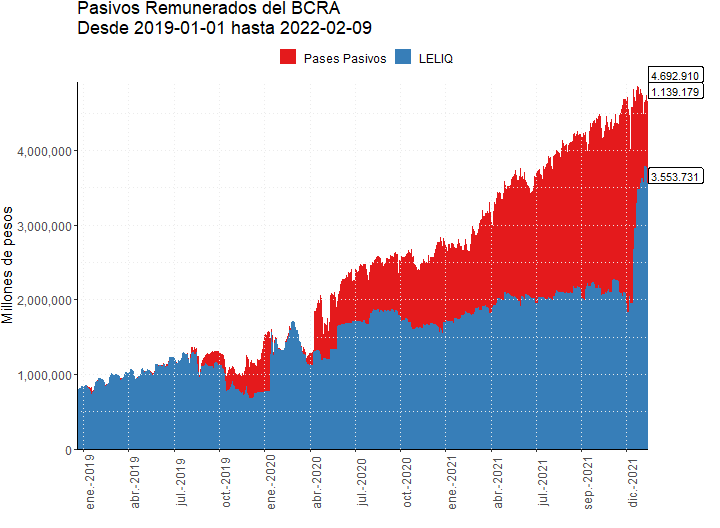 Pasivos Remunerados del BCRA
Desde 2019-01-01 hasta 2022-02-09
Pases Pasivos
LELIQ
4.692.910
1.139.179
3.553.731
Millones de pesos
4,000,000
3,000,000
2,000,000
1,000,000
0
ene.-2019
abr.-2019
jul.-2019
oct.-2019
ene.-2020
abr.-2020
jul.-2020
oct.-2020
ene.-2021
abr.-2021
jul.-2021
sep.-2021
dic.-2021